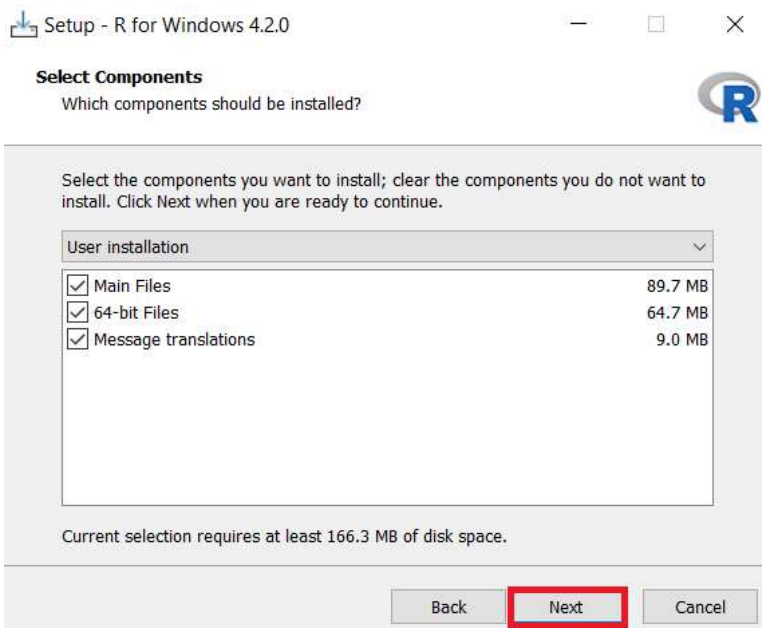 Setup - R for Windows 4.2.0
Select Components
Which components should be installed?
R
Select the components you want to install; clear the components you do not want to
install. Click Next when you are ready to continue.
User installation
Main Files 89.7 MB
64-bit Files 64.7 MB
Message translations 9.0 MB
Current selection requires at least 166.3 MB of disk space.
Back Next Cancel